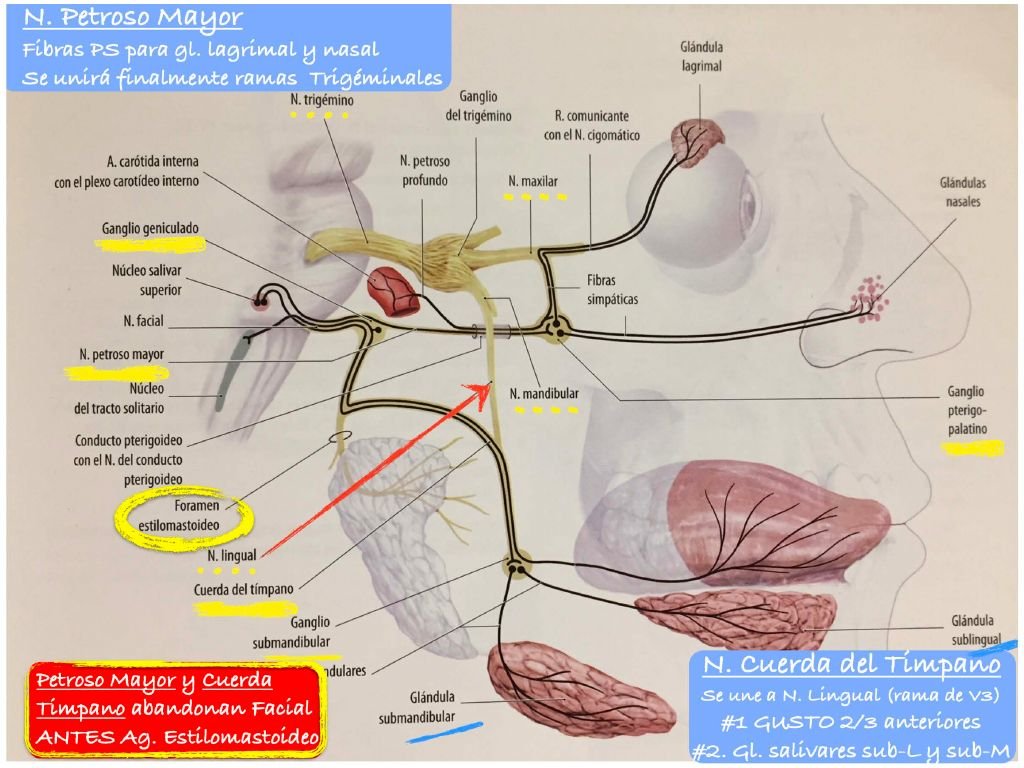 N. Petroso Mayor
Fibras PS para gl. lagrimal y nasal
Se unirá finalmente ramas Trigéminales
Glándula
lagrimal
N. trigémino
Ganglio
del trigémino
R. comunicante
con el N. cigomático
A. carótida interna
con el plexo carotídeo interno
N. petroso
profundo
N. maxilar
Glándulas
nasales
Ganglio geniculado
Núcleo salivar
superior
Fibras
simpáticas
N. facial
N. petroso mayor
Núcleo
del tracto solitario
N. mandibular
Ganglio
pterigo-
palatino
Conducto pterigoideo
con el N. del conducto
pterigoideo
Foramen
estilomastoideo
N. lingual
Cuerda del tímpano
Ganglio
submandibular
ndulares
Glándula
sublingual
Glándula
submandibular
Petroso Mayor y Cuerda
Tímpano abandonan Facial
ANTES Ag. Estilomastoideo
N. Cuerda del Tímpano
Se une a N. Lingual (rama de V3)
#1 GUSTO 2/3 anteriores
#2. Gl. salivares sub-L y sub-M